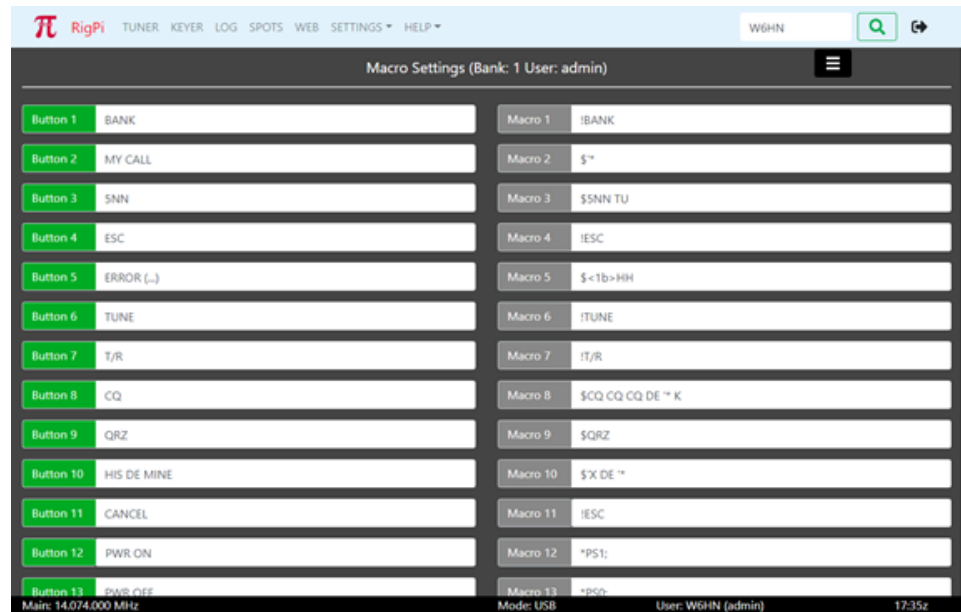 π RigPi TUNER KEYER LOG SPOTS WEB SETTINGS HELP W6HN
Macro Settings (Bank: 1 User: admin)
Button 1 BANK Macro 1 !BANK
Button 2 MY CALL Macro 2 $'*
Button 3 5NN Macro 3 $5NN TU
Button 4 ESC Macro 4 !ESC
Button 5 ERROR (...) Macro 5 $<1b>HH
Button 6 TUNE Macro 6 !TUNE
Button 7 T/R Macro 7 !T/R
Button 8 CQ Macro 8 $CQ CQ CQ DE '* K
Button 9 QRZ Macro 9 $QRZ
Button 10 HIS DE MINE Macro 10 $'X DE '*
Button 11 CANCEL Macro 11 !ESC
Button 12 PWR ON Macro 12 *PS1;
Button 13 PWR OFF Macro 13 *PS0;
Main: 14.074.000 MHz Mode: USB User: W6HN (admin) 17:35z